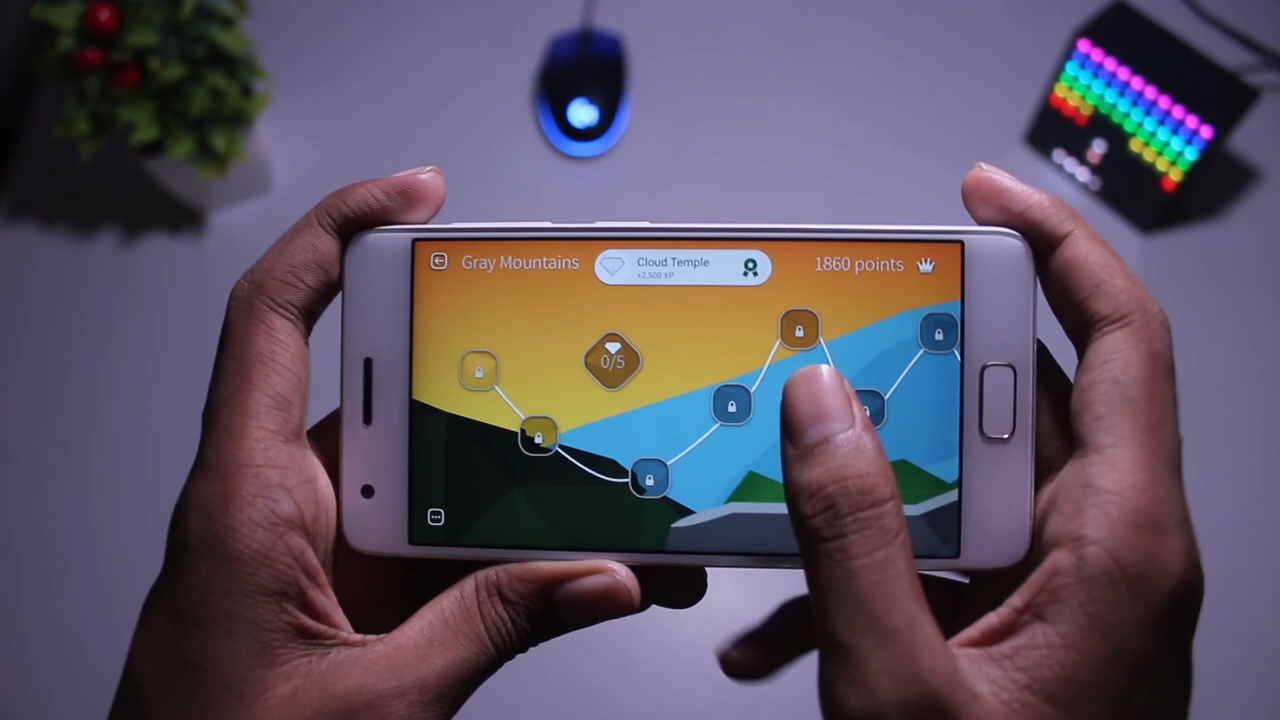 Gray Mountains
Cloud Temple
+2,500 XP
1860 points
0/5